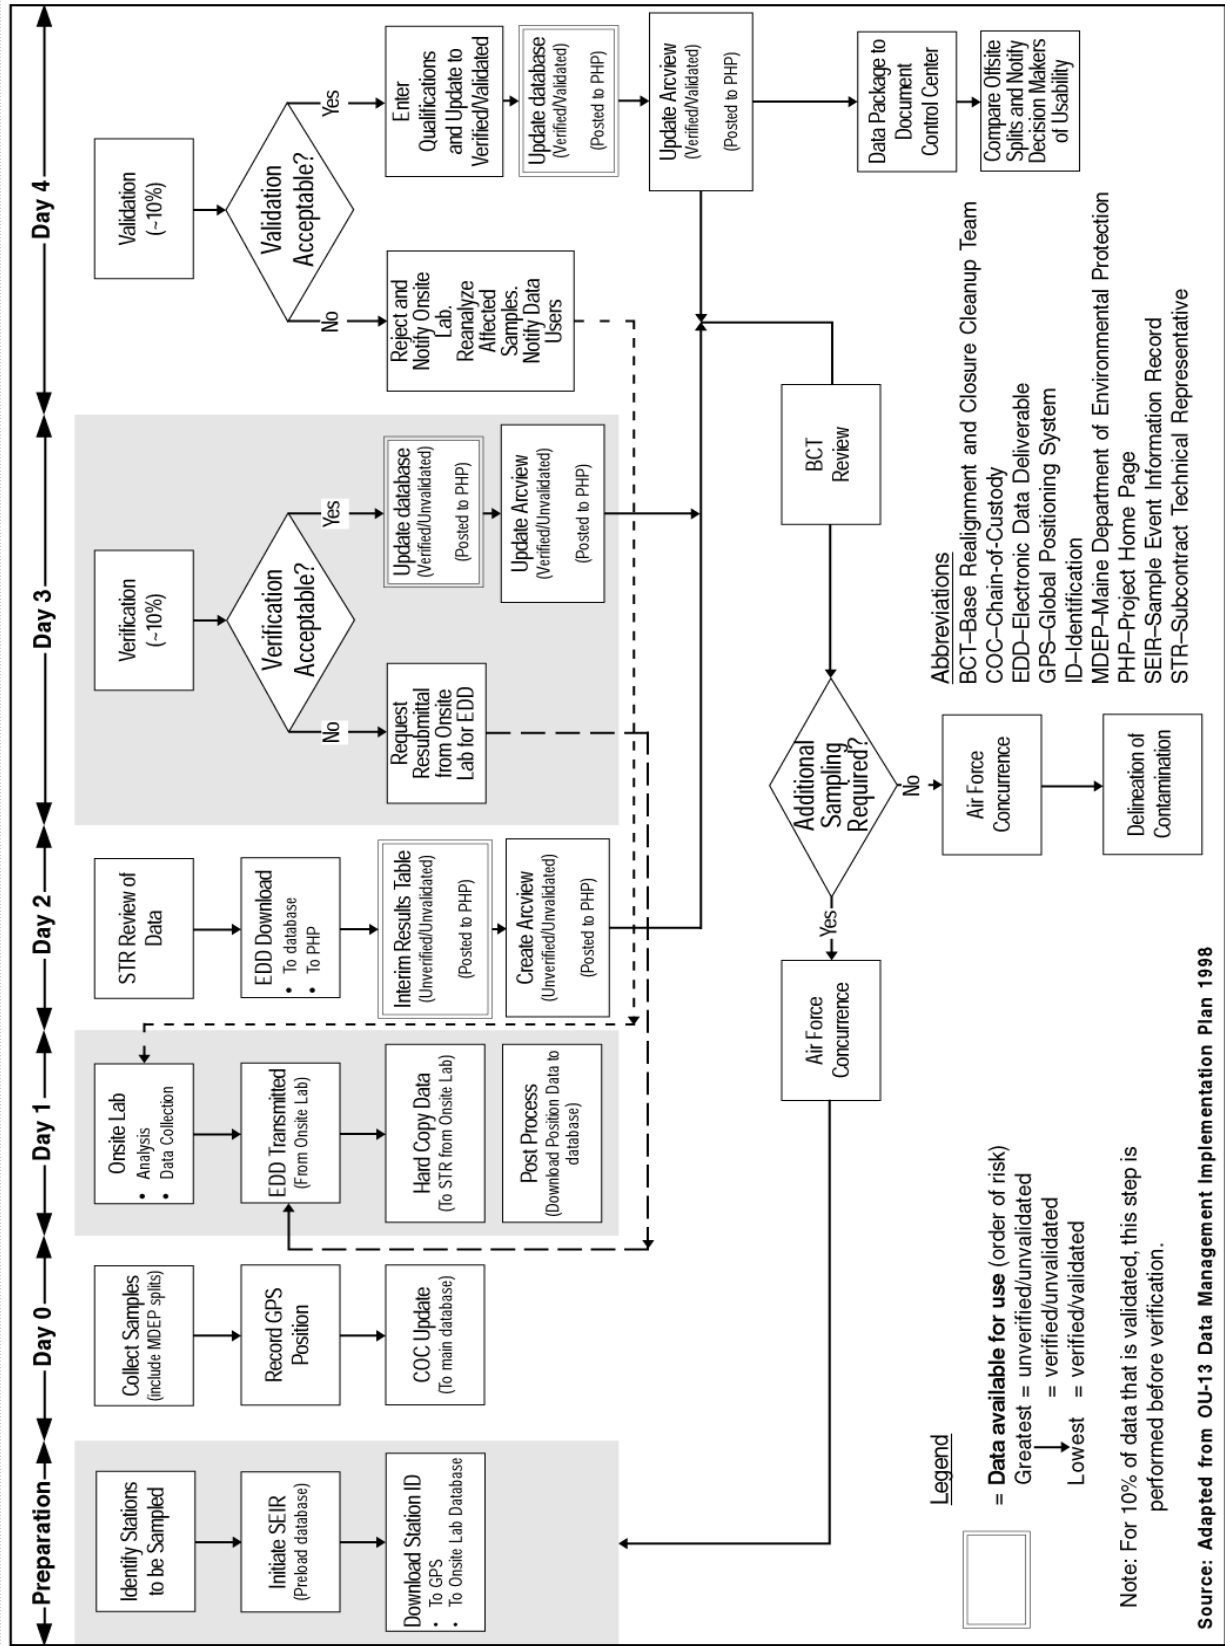 Preparation
Day 0
Day 1
Day 2
Day 3
Day 4
Identify Stations
to be Sampled
Initiate SEIR
(Preload database)
Download Station ID
• To GPS
• To Onsite Lab Database
Collect Samples
(include MDEP splits)
Record GPS
Position
COC Update
(To main database)
Onsite Lab
• Analysis
• Data Collection
EDD Transmitted
(From Onsite Lab)
Hard Copy Data
(To STR from Onsite Lab)
Post Process
(Download Position Data to
database)
STR Review of
Data
EDD Download
• To database
• To PHP
Interim Results Table
(Unverified/Unvalidated)
(Posted to PHP)
Create Arcview
(Unverified/Unvalidated)
(Posted to PHP)
Verification
(~10%)
Verification
Acceptable?
No
Yes
Request
Resubmittal
from Onsite
Lab for EDD
Update database
(Verified/Unvalidated)
(Posted to PHP)
Update Arcview
(Verified/Unvalidated)
(Posted to PHP)
Validation
(~10%)
Validation
Acceptable?
No
Yes
Reject and
Notify Onsite
Lab.
Reanalyze
Affected
Samples.
Notify Data
Users
Enter
Qualifications
and Update to
Verified/Validated
Update database
(Verified/Validated)
(Posted to PHP)
Update Arcview
(Verified/Validated)
(Posted to PHP)
Data Package to
Document
Control Center
Compare Offsite
Splits and Notify
Decision Makers
of Usability
BCT
Review
Additional
Sampling
Required?
Yes
No
Air Force
Concurrence
Air Force
Concurrence
Delineation of
Contamination
Legend
= Data available for use (order of risk)
Greatest = unverified/unvalidated
= verified/unvalidated
Lowest = verified/validated
Note: For 10% of data that is validated, this step is
performed before verification.
Abbreviations
BCT–Base Realignment and Closure Cleanup Team
COC–Chain-of-Custody
EDD–Electronic Data Deliverable
GPS–Global Positioning System
ID–Identification
MDEP–Maine Department of Environmental Protection
PHP–Project Home Page
SEIR–Sample Event Information Record
STR–Subcontract Technical Representative
Source: Adapted from OU-13 Data Management Implementation Plan 1998